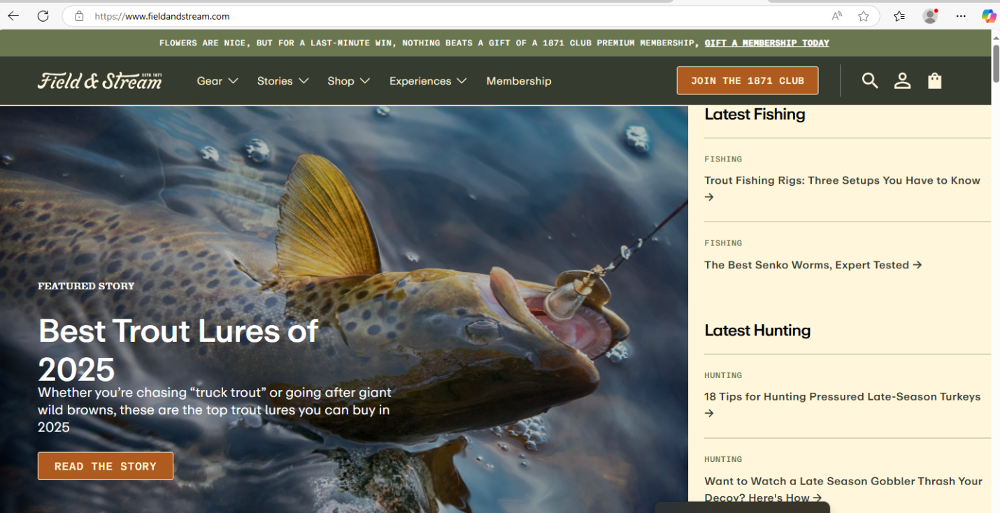 https://www.fieldandstream.com
FLOWERS ARE NICE, BUT FOR A LAST-MINUTE WIN, NOTHING BEATS A GIFT OF A 1871 CLUB PREMIUM MEMBERSHIP, GIFT A MEMBERSHIP TODAY
Field & Stream ESTB 1871
Gear
Stories
Shop
Experiences
Membership
JOIN THE 1871 CLUB
FEATURED STORY
Best Trout Lures of
2025
Whether you’re chasing “truck trout” or going after giant
wild browns, these are the top trout lures you can buy in
2025
READ THE STORY
Latest Fishing
FISHING
Trout Fishing Rigs: Three Setups You Have to Know
→
FISHING
The Best Senko Worms, Expert Tested →
Latest Hunting
HUNTING
18 Tips for Hunting Pressured Late-Season Turkeys
→
HUNTING
Want to Watch a Late Season Gobbler Thrash Your
Decoy? Here's How →